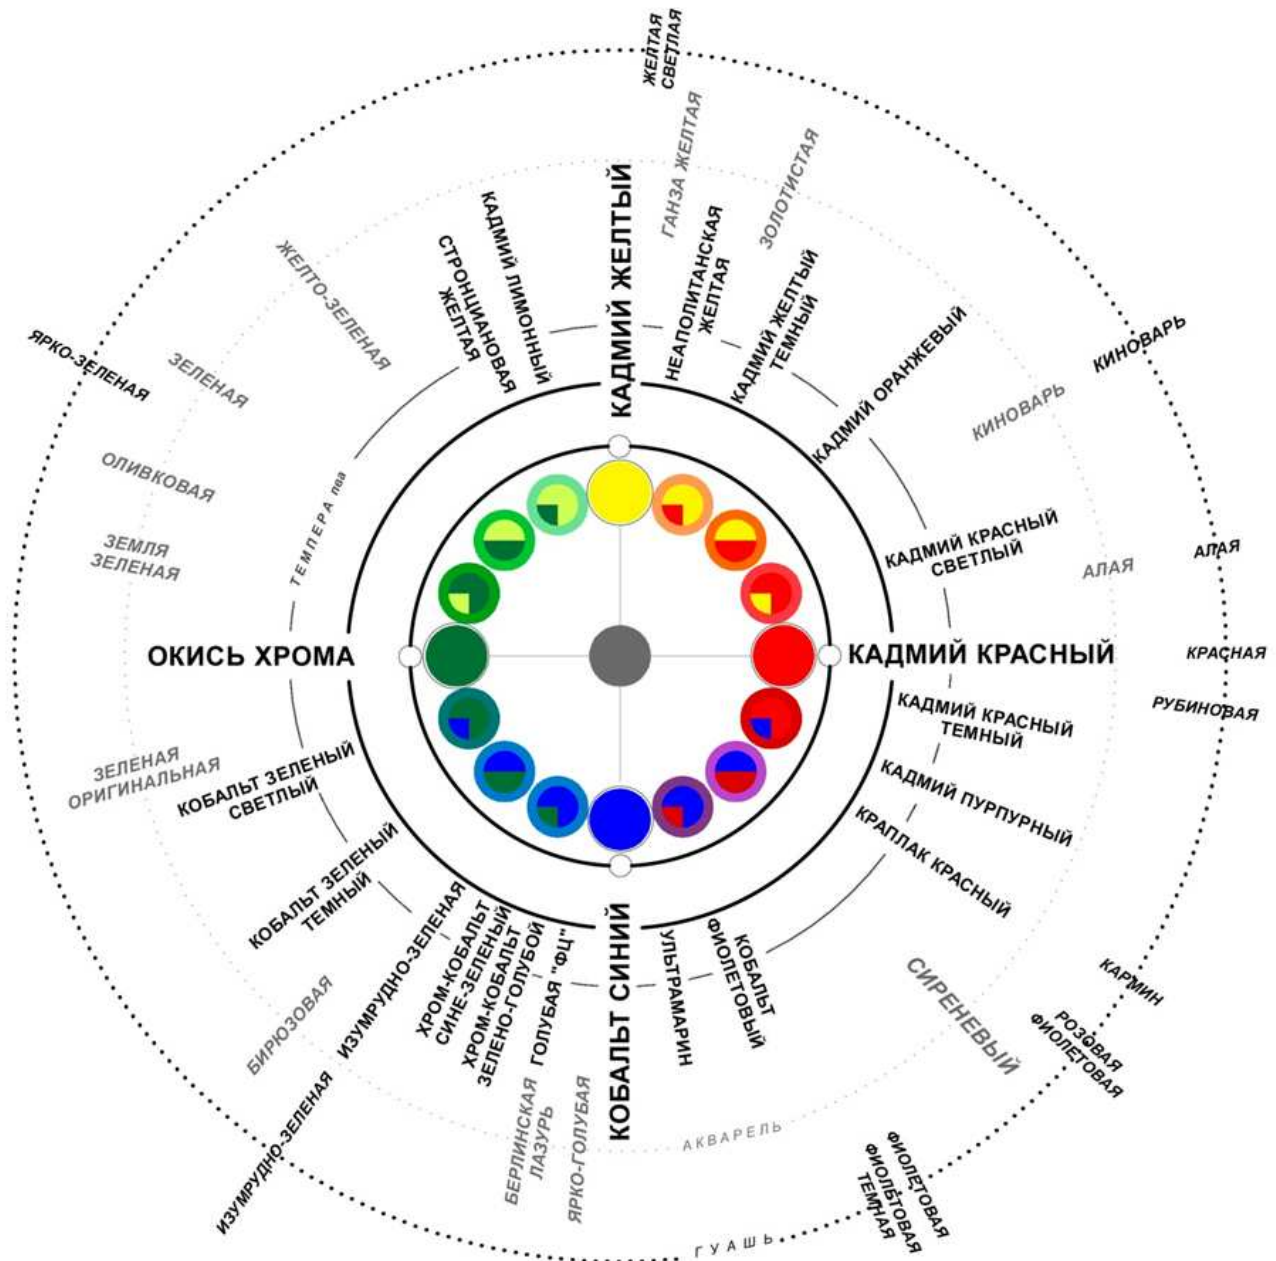 ЖЕЛТАЯ
СВЕТЛАЯ
ГАНЗА ЖЕЛТАЯ
ЗОЛОТИСТАЯ
КАДМИЙ ЖЕЛТЫЙ
НЕАПОПИТАНСКАЯ
ЖЕЛТАЯ
КАДМИЙ ЖЕЛТЫЙ
ТЕМНЫЙ
КАДМИЙ ОРАНЖЕВЫЙ
КИНОВАРЬ
КИНОВАРЬ
КАДМИЙ КРАСНЫЙ
СВЕТЛЫЙ
АЛАЯ
АЛАЯ
КАДМИЙ КРАСНЫЙ
КРАСНАЯ
РУБИНОВАЯ
КАДМИЙ КРАСНЫЙ
ТЕМНЫЙ
КАДМИЙ ПУРПУРНЫЙ
КРАПЛАК КРАСНЫЙ
СИРЕНЕВЫЙ
КАРМИН
РОЗОВАЯ
ФИОЛЕТОВАЯ
ФИОЛЕТОВАЯ
ФИОЛЕТОВАЯ
ТЕМНАЯ
КОБАЛЬТ
ФИОЛЕТОВЫЙ
УЛЬТРАМАРИН
АКВАРЕЛЬ
ГУАШЬ
КОБАЛЬТ СИНИЙ
ЯРКО-ГОЛУБАЯ
БЕРЛИНСКАЯ
ЛАЗУРЬ
ГОЛУБАЯ "ФЦ"
ХРОМ-КОБАЛЬТ
ЗЕЛЕНО-ГОЛУБОЙ
ХРОМ-КОБАЛЬТ
СИНЕ-ЗЕЛЕНЫЙ
ИЗУМРУДНО-ЗЕЛЕНАЯ
ИЗУМРУДНО-ЗЕЛЕНАЯ
БИРЮЗОВАЯ
КОБАЛЬТ ЗЕЛЕНЫЙ
ТЕМНЫЙ
КОБАЛЬТ ЗЕЛЕНЫЙ
СВЕТЛЫЙ
ЗЕЛЕНАЯ
ОРИГИНАЛЬНАЯ
ОКИСЬ ХРОМА
ЗЕМЛЯ
ЗЕЛЕНАЯ
ТЕМПЕРА пва
ОЛИВКОВАЯ
ЗЕЛЕНАЯ
ЯРКО-ЗЕЛЕНАЯ
ЖЕЛТО-ЗЕЛЕНАЯ
СТРОНЦИАНОВАЯ
ЖЕЛТАЯ
КАДМИЙ ЛИМОННЫЙ